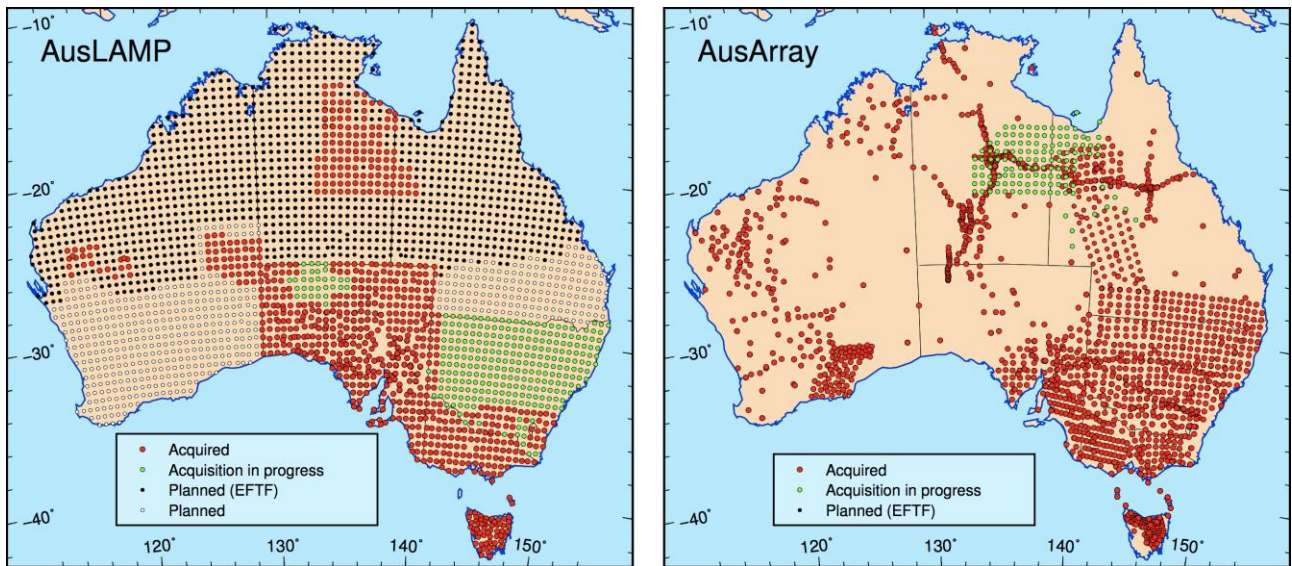 AusLAMP
−10°
−20°
−30°
−40°
Acquired
Acquisition in progress
Planned (EFTF)
Planned
120°
130°
140°
150°
AusArray
−10°
−20°
−30°
−40°
Acquired
Acquisition in progress
Planned (EFTF)
120°
130°
140°
150°